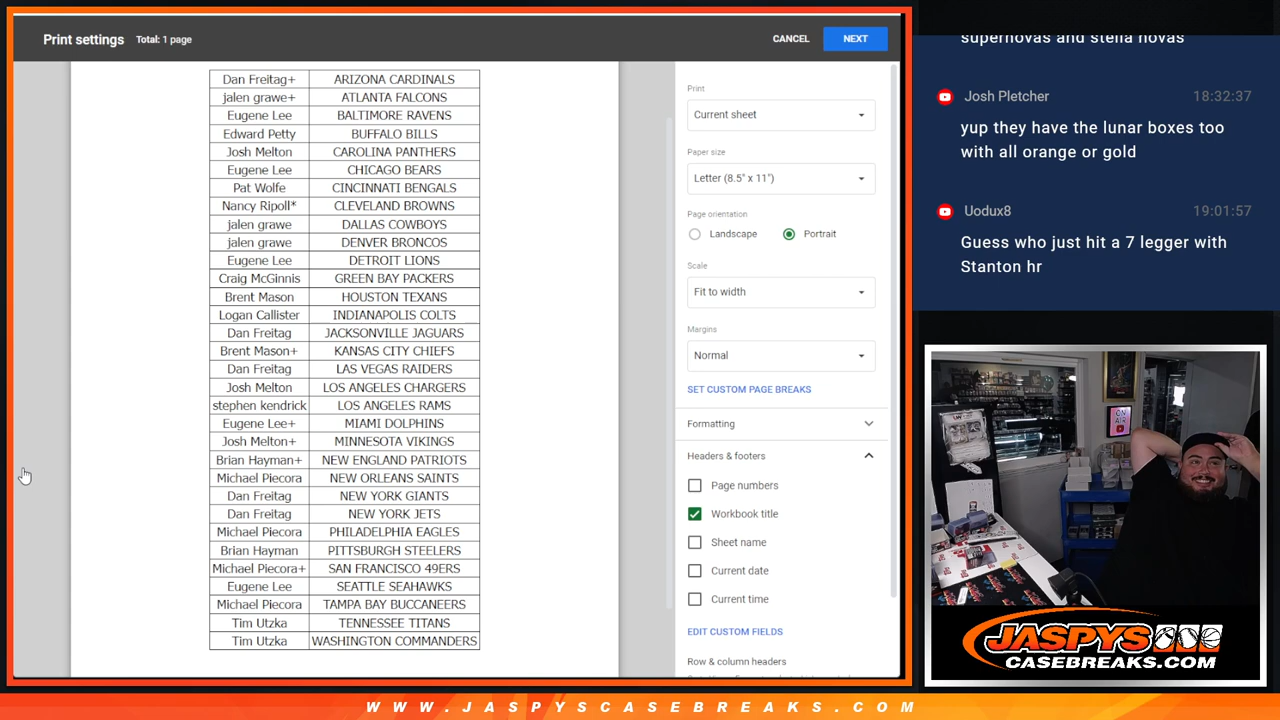 Print settings Total: 1 page CANCEL NEXT
Dan Freitag+ ARIZONA CARDINALS
jalen grawe+ ATLANTA FALCONS
Eugene Lee BALTIMORE RAVENS
Edward Petty BUFFALO BILLS
Josh Melton CAROLINA PANTHERS
Eugene Lee CHICAGO BEARS
Pat Wolfe CINCINNATI BENGALS
Nancy Ripoll* CLEVELAND BROWNS
jalen grawe DALLAS COWBOYS
jalen grawe DENVER BRONCOS
Eugene Lee DETROIT LIONS
Craig McGinnis GREEN BAY PACKERS
Brent Mason HOUSTON TEXANS
Logan Callister INDIANAPOLIS COLTS
Dan Freitag JACKSONVILLE JAGUARS
Brent Mason+ KANSAS CITY CHIEFS
Dan Freitag LAS VEGAS RAIDERS
Josh Melton LOS ANGELES CHARGERS
stephen kendrick LOS ANGELES RAMS
Eugene Lee+ MIAMI DOLPHINS
Josh Melton+ MINNESOTA VIKINGS
Brian Hayman+ NEW ENGLAND PATRIOTS
Michael Piecora NEW ORLEANS SAINTS
Dan Freitag NEW YORK GIANTS
Dan Freitag NEW YORK JETS
Michael Piecora PHILADELPHIA EAGLES
Brian Hayman PITTSBURGH STEELERS
Michael Piecora+ SAN FRANCISCO 49ERS
Eugene Lee SEATTLE SEAHAWKS
Michael Piecora TAMPA BAY BUCCANEERS
Tim Utzka TENNESSEE TITANS
Tim Utzka WASHINGTON COMMANDERS
Print
Current sheet
Paper size
Letter (8.5" x 11")
Page orientation
Landscape Portrait
Scale
Fit to width
Margins
Normal
SET CUSTOM PAGE BREAKS
Formatting
Headers & footers
Page numbers
Workbook title
Sheet name
Current date
Current time
EDIT CUSTOM FIELDS
Row & column headers
supernovas and stella novas
Josh Pletcher 18:32:37
yup they have the lunar boxes too
with all orange or gold
Uodux8 19:01:57
Guess who just hit a 7 legger with
Stanton hr
ON
AIR
JASPYS
CASEBREAKS.COM
WWW.JASPYSCASEBREAKS.COM